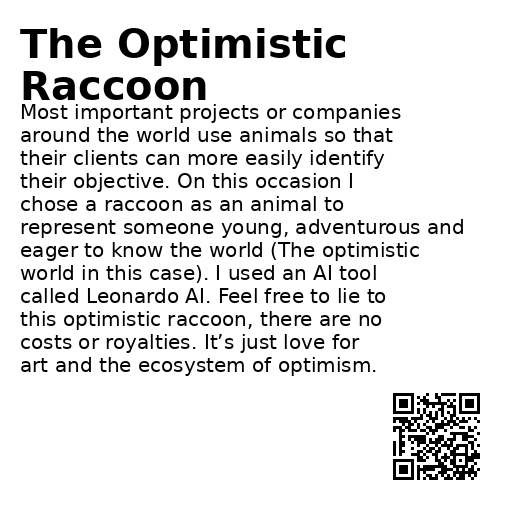 The Optimistic
Raccoon
Most important projects or companies
around the world use animals so that
their clients can more easily identify
their objective. On this occasion I
chose a raccoon as an animal to
represent someone young, adventurous and
eager to know the world (The optimistic
world in this case). I used an AI tool
called Leonardo AI. Feel free to lie to
this optimistic raccoon, there are no
costs or royalties. It’s just love for
art and the ecosystem of optimism.